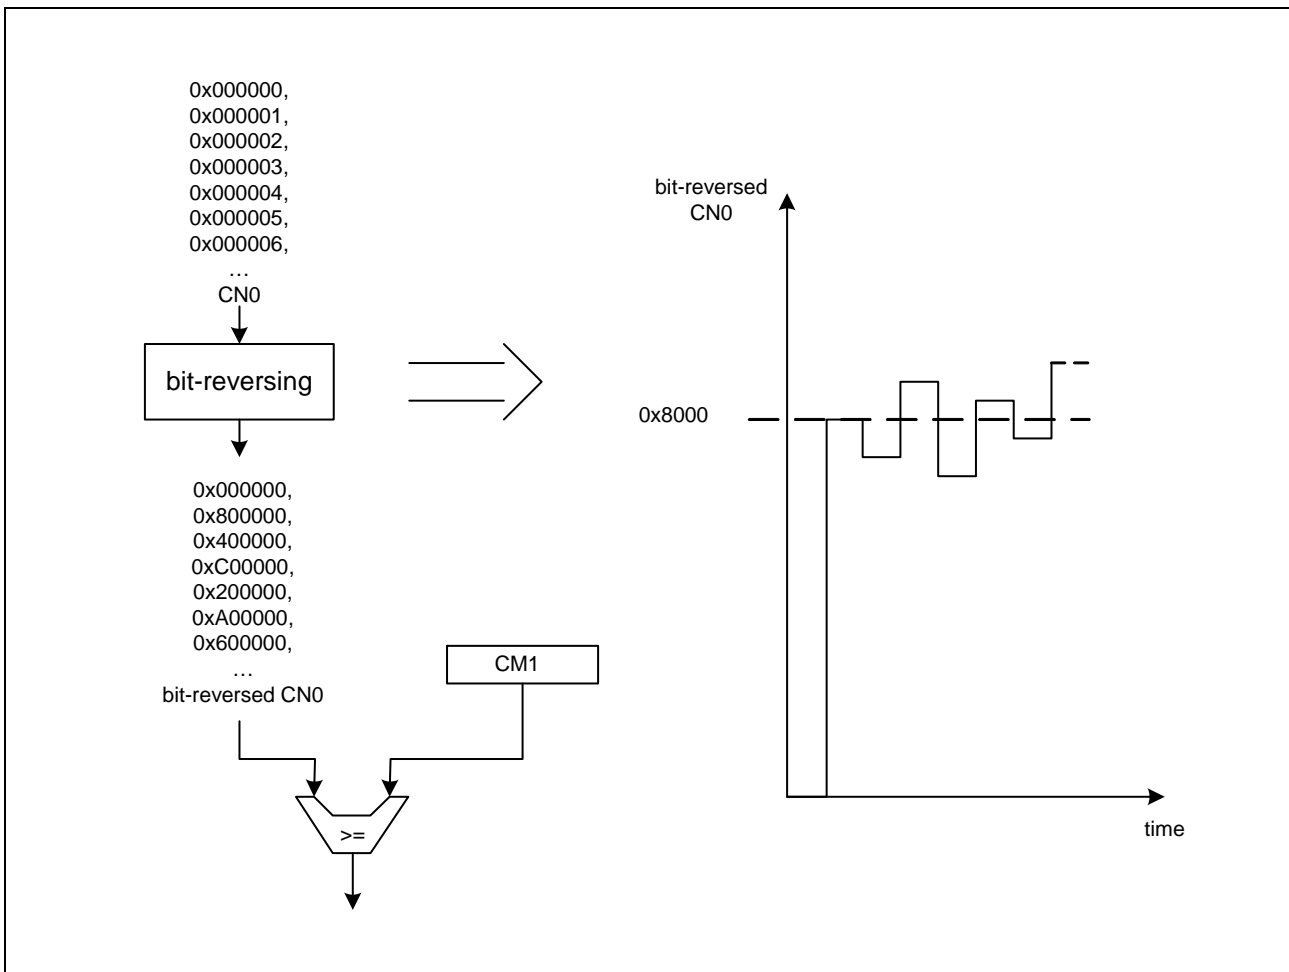 0x000000,
0x000001,
0x000002,
0x000003,
0x000004,
0x000005,
0x000006,
…
CN0
bit-reversing
0x000000,
0x800000,
0x400000,
0xC00000,
0x200000,
0xA00000,
0x600000,
…
bit-reversed CN0
CM1
>=
bit-reversed
CN0
0x8000
time